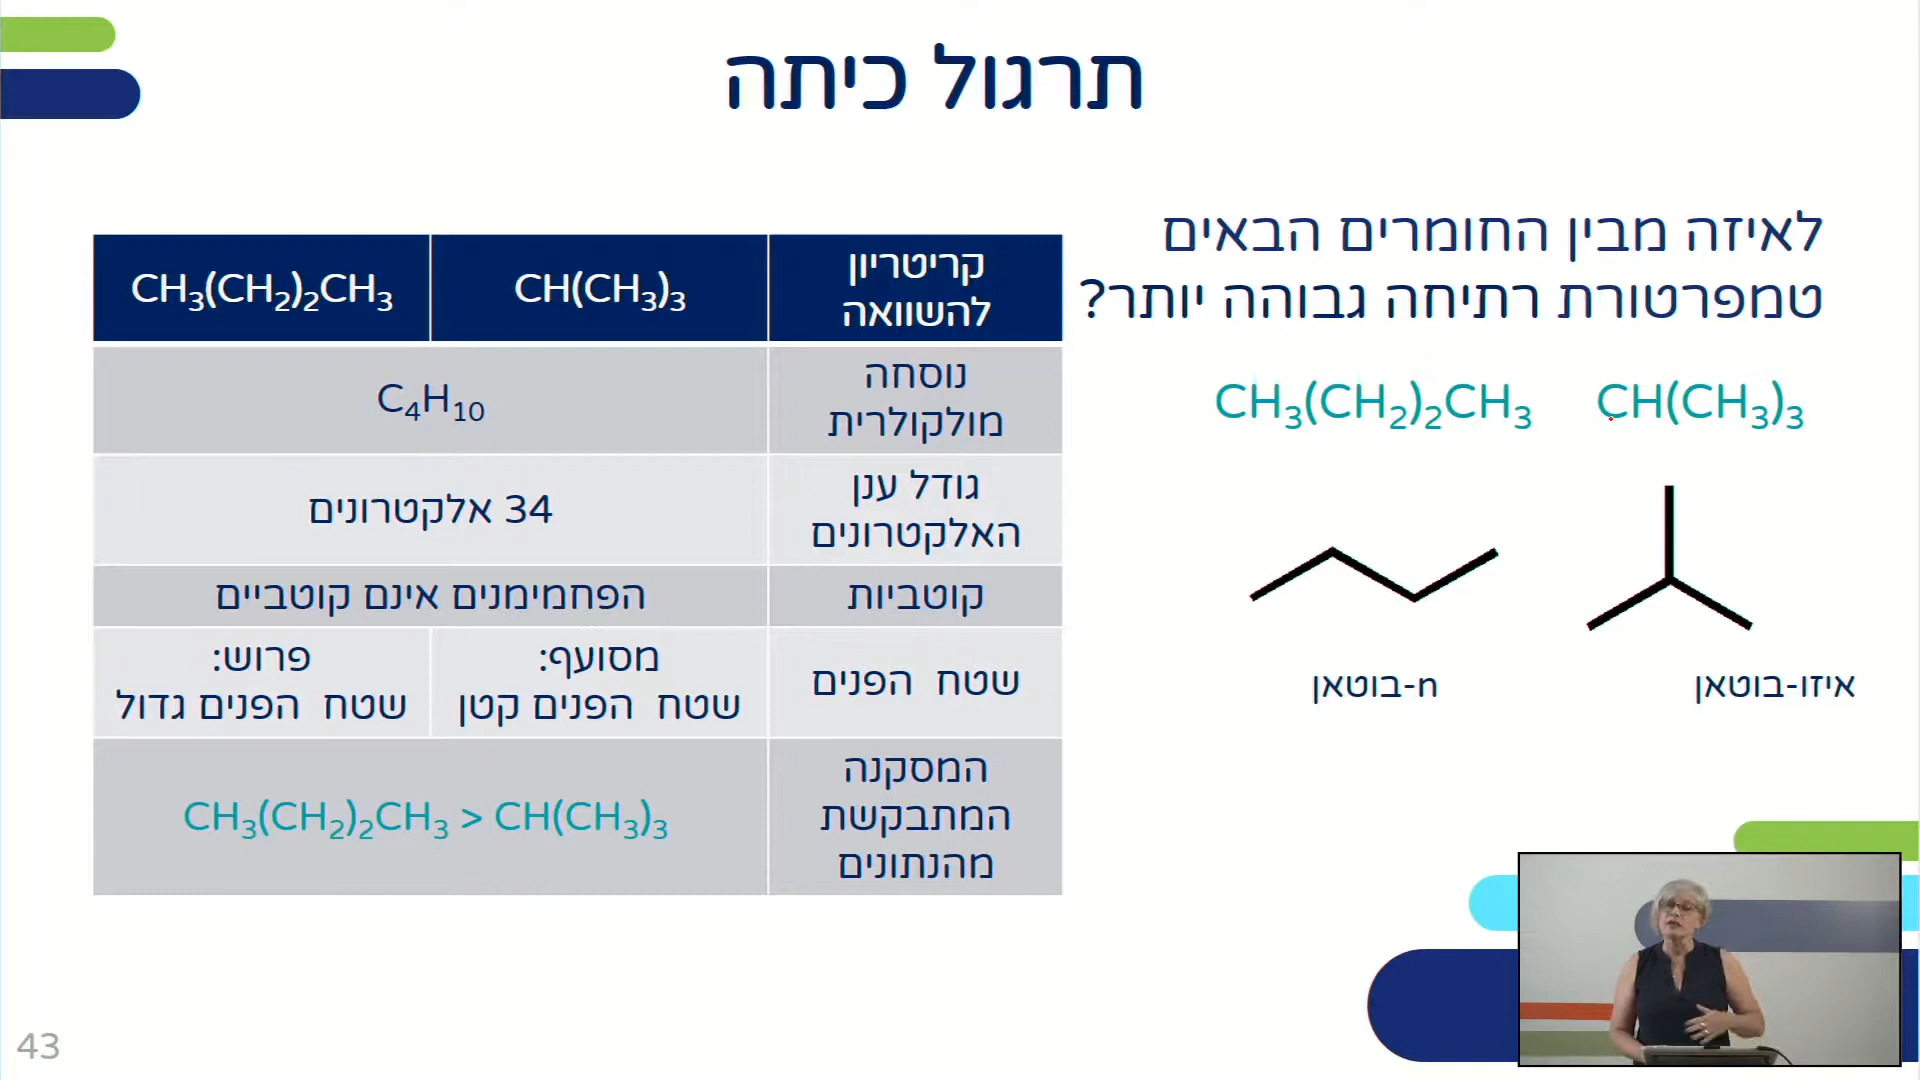 תרגול כיתה
לאיזה מבין החומרים הבאים
טמפרטורת רתיחה גבוהה יותר?
CH(CH₃)₃
CH₃(CH₂)₂CH₃
איזו-בוטאן
n-בוטאן
קריטריון
להשוואה
CH(CH₃)₃
CH₃(CH₂)₂CH₃
נוסחה
מולקולרית
C₄H₁₀
גודל ענן
האלקטרונים
34 אלקטרונים
קוטביות
הפחמימנים אינם קוטביים
שטח הפנים
מסועף:
שטח הפנים קטן
פרוש:
שטח הפנים גדול
המסקנה
המתבקשת
מהנתונים
CH₃(CH₂)₂CH₃ > CH(CH₃)₃
43